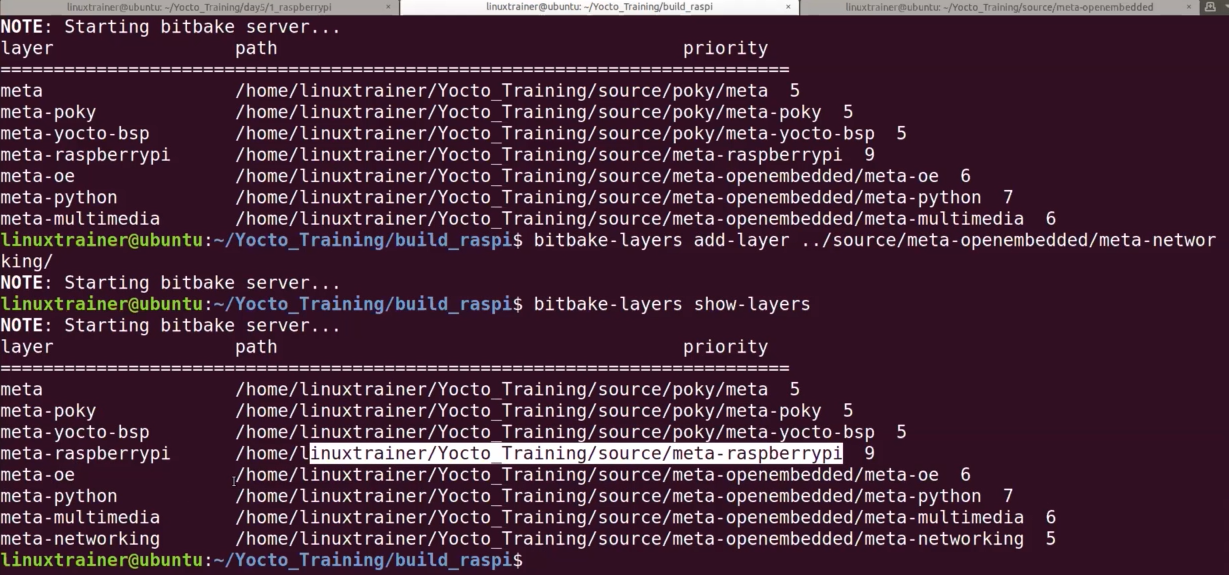 linuxtrainer@ubuntu: ~/Yocto_Training/day5/1_raspberrypi × linuxtrainer@ubuntu: ~/Yocto_Training/build_raspi × linuxtrainer@ubuntu: ~/Yocto_Training/source/meta-openembedded ×
NOTE: Starting bitbake server...
layer path priority
==========================================================================
meta /home/linuxtrainer/Yocto_Training/source/poky/meta 5
meta-poky /home/linuxtrainer/Yocto_Training/source/poky/meta-poky 5
meta-yocto-bsp /home/linuxtrainer/Yocto_Training/source/poky/meta-yocto-bsp 5
meta-raspberrypi /home/linuxtrainer/Yocto_Training/source/meta-raspberrypi 9
meta-oe /home/linuxtrainer/Yocto_Training/source/meta-openembedded/meta-oe 6
meta-python /home/linuxtrainer/Yocto_Training/source/meta-openembedded/meta-python 7
meta-multimedia /home/linuxtrainer/Yocto_Training/source/meta-openembedded/meta-multimedia 6
linuxtrainer@ubuntu:~/Yocto_Training/build_raspi$ bitbake-layers add-layer ../source/meta-openembedded/meta-networ
king/
NOTE: Starting bitbake server...
linuxtrainer@ubuntu:~/Yocto_Training/build_raspi$ bitbake-layers show-layers
NOTE: Starting bitbake server...
layer path priority
==========================================================================
meta /home/linuxtrainer/Yocto_Training/source/poky/meta 5
meta-poky /home/linuxtrainer/Yocto_Training/source/poky/meta-poky 5
meta-yocto-bsp /home/linuxtrainer/Yocto_Training/source/poky/meta-yocto-bsp 5
meta-raspberrypi /home/linuxtrainer/Yocto_Training/source/meta-raspberrypi 9
meta-oe /home/linuxtrainer/Yocto_Training/source/meta-openembedded/meta-oe 6
meta-python /home/linuxtrainer/Yocto_Training/source/meta-openembedded/meta-python 7
meta-multimedia /home/linuxtrainer/Yocto_Training/source/meta-openembedded/meta-multimedia 6
meta-networking /home/linuxtrainer/Yocto_Training/source/meta-openembedded/meta-networking 5
linuxtrainer@ubuntu:~/Yocto_Training/build_raspi$